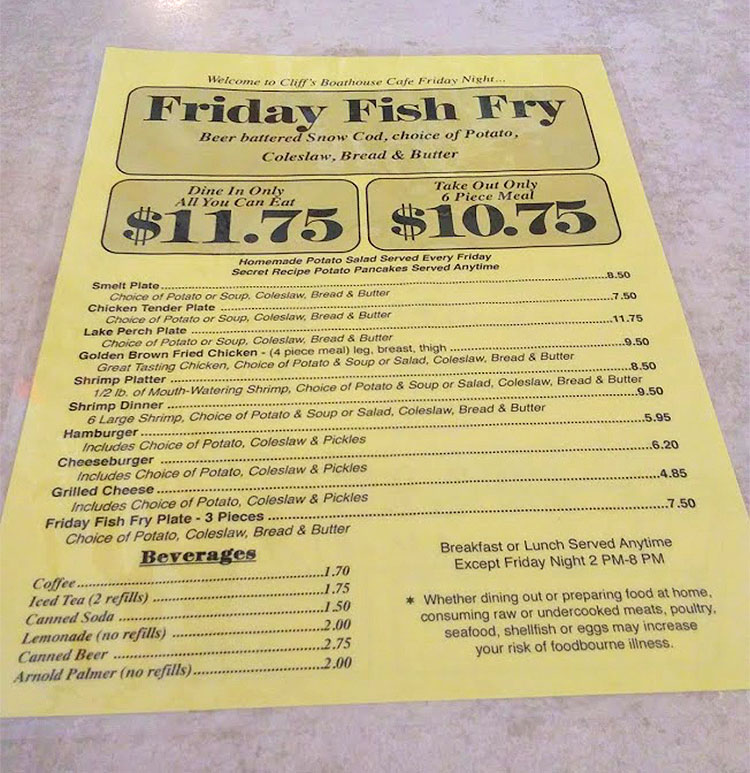 Welcome to Cliff's Boathouse Cafe Friday Night...
Friday Fish Fry
Beer battered Snow Cod, choice of Potato,
Coleslaw, Bread & Butter
Dine In Only
All You Can Eat
$11.75
Take Out Only
6 Piece Meal
$10.75
Homemade Potato Salad Served Every Friday
Secret Recipe Potato Pancakes Served Anytime
Smelt Plate 8.50
Choice of Potato or Soup, Coleslaw, Bread & Butter
Chicken Tender Plate 7.50
Choice of Potato or Soup, Coleslaw, Bread & Butter
Lake Perch Plate 11.75
Choice of Potato or Soup, Coleslaw, Bread & Butter
Golden Brown Fried Chicken - (4 piece meal) leg, breast, thigh 9.50
Great Tasting Chicken, Choice of Potato & Soup or Salad, Coleslaw, Bread & Butter
Shrimp Platter 8.50
1/2 lb. of Mouth-Watering Shrimp, Choice of Potato & Soup or Salad, Coleslaw, Bread & Butter
Shrimp Dinner 9.50
6 Large Shrimp, Choice of Potato & Soup or Salad, Coleslaw, Bread & Butter
Hamburger 5.95
Includes Choice of Potato, Coleslaw & Pickles
Cheeseburger 6.20
Includes Choice of Potato, Coleslaw & Pickles
Grilled Cheese 4.85
Includes Choice of Potato, Coleslaw & Pickles
Friday Fish Fry Plate - 3 Pieces 7.50
Choice of Potato, Coleslaw, Bread & Butter
Beverages
Coffee 1.70
Iced Tea (2 refills) 1.75
Canned Soda 1.50
Lemonade (no refills) 2.00
Canned Beer 2.75
Arnold Palmer (no refills) 2.00
Breakfast or Lunch Served Anytime
Except Friday Night 2 PM-8 PM
* Whether dining out or preparing food at home,
consuming raw or undercooked meats, poultry,
seafood, shellfish or eggs may increase
your risk of foodbourne illness.